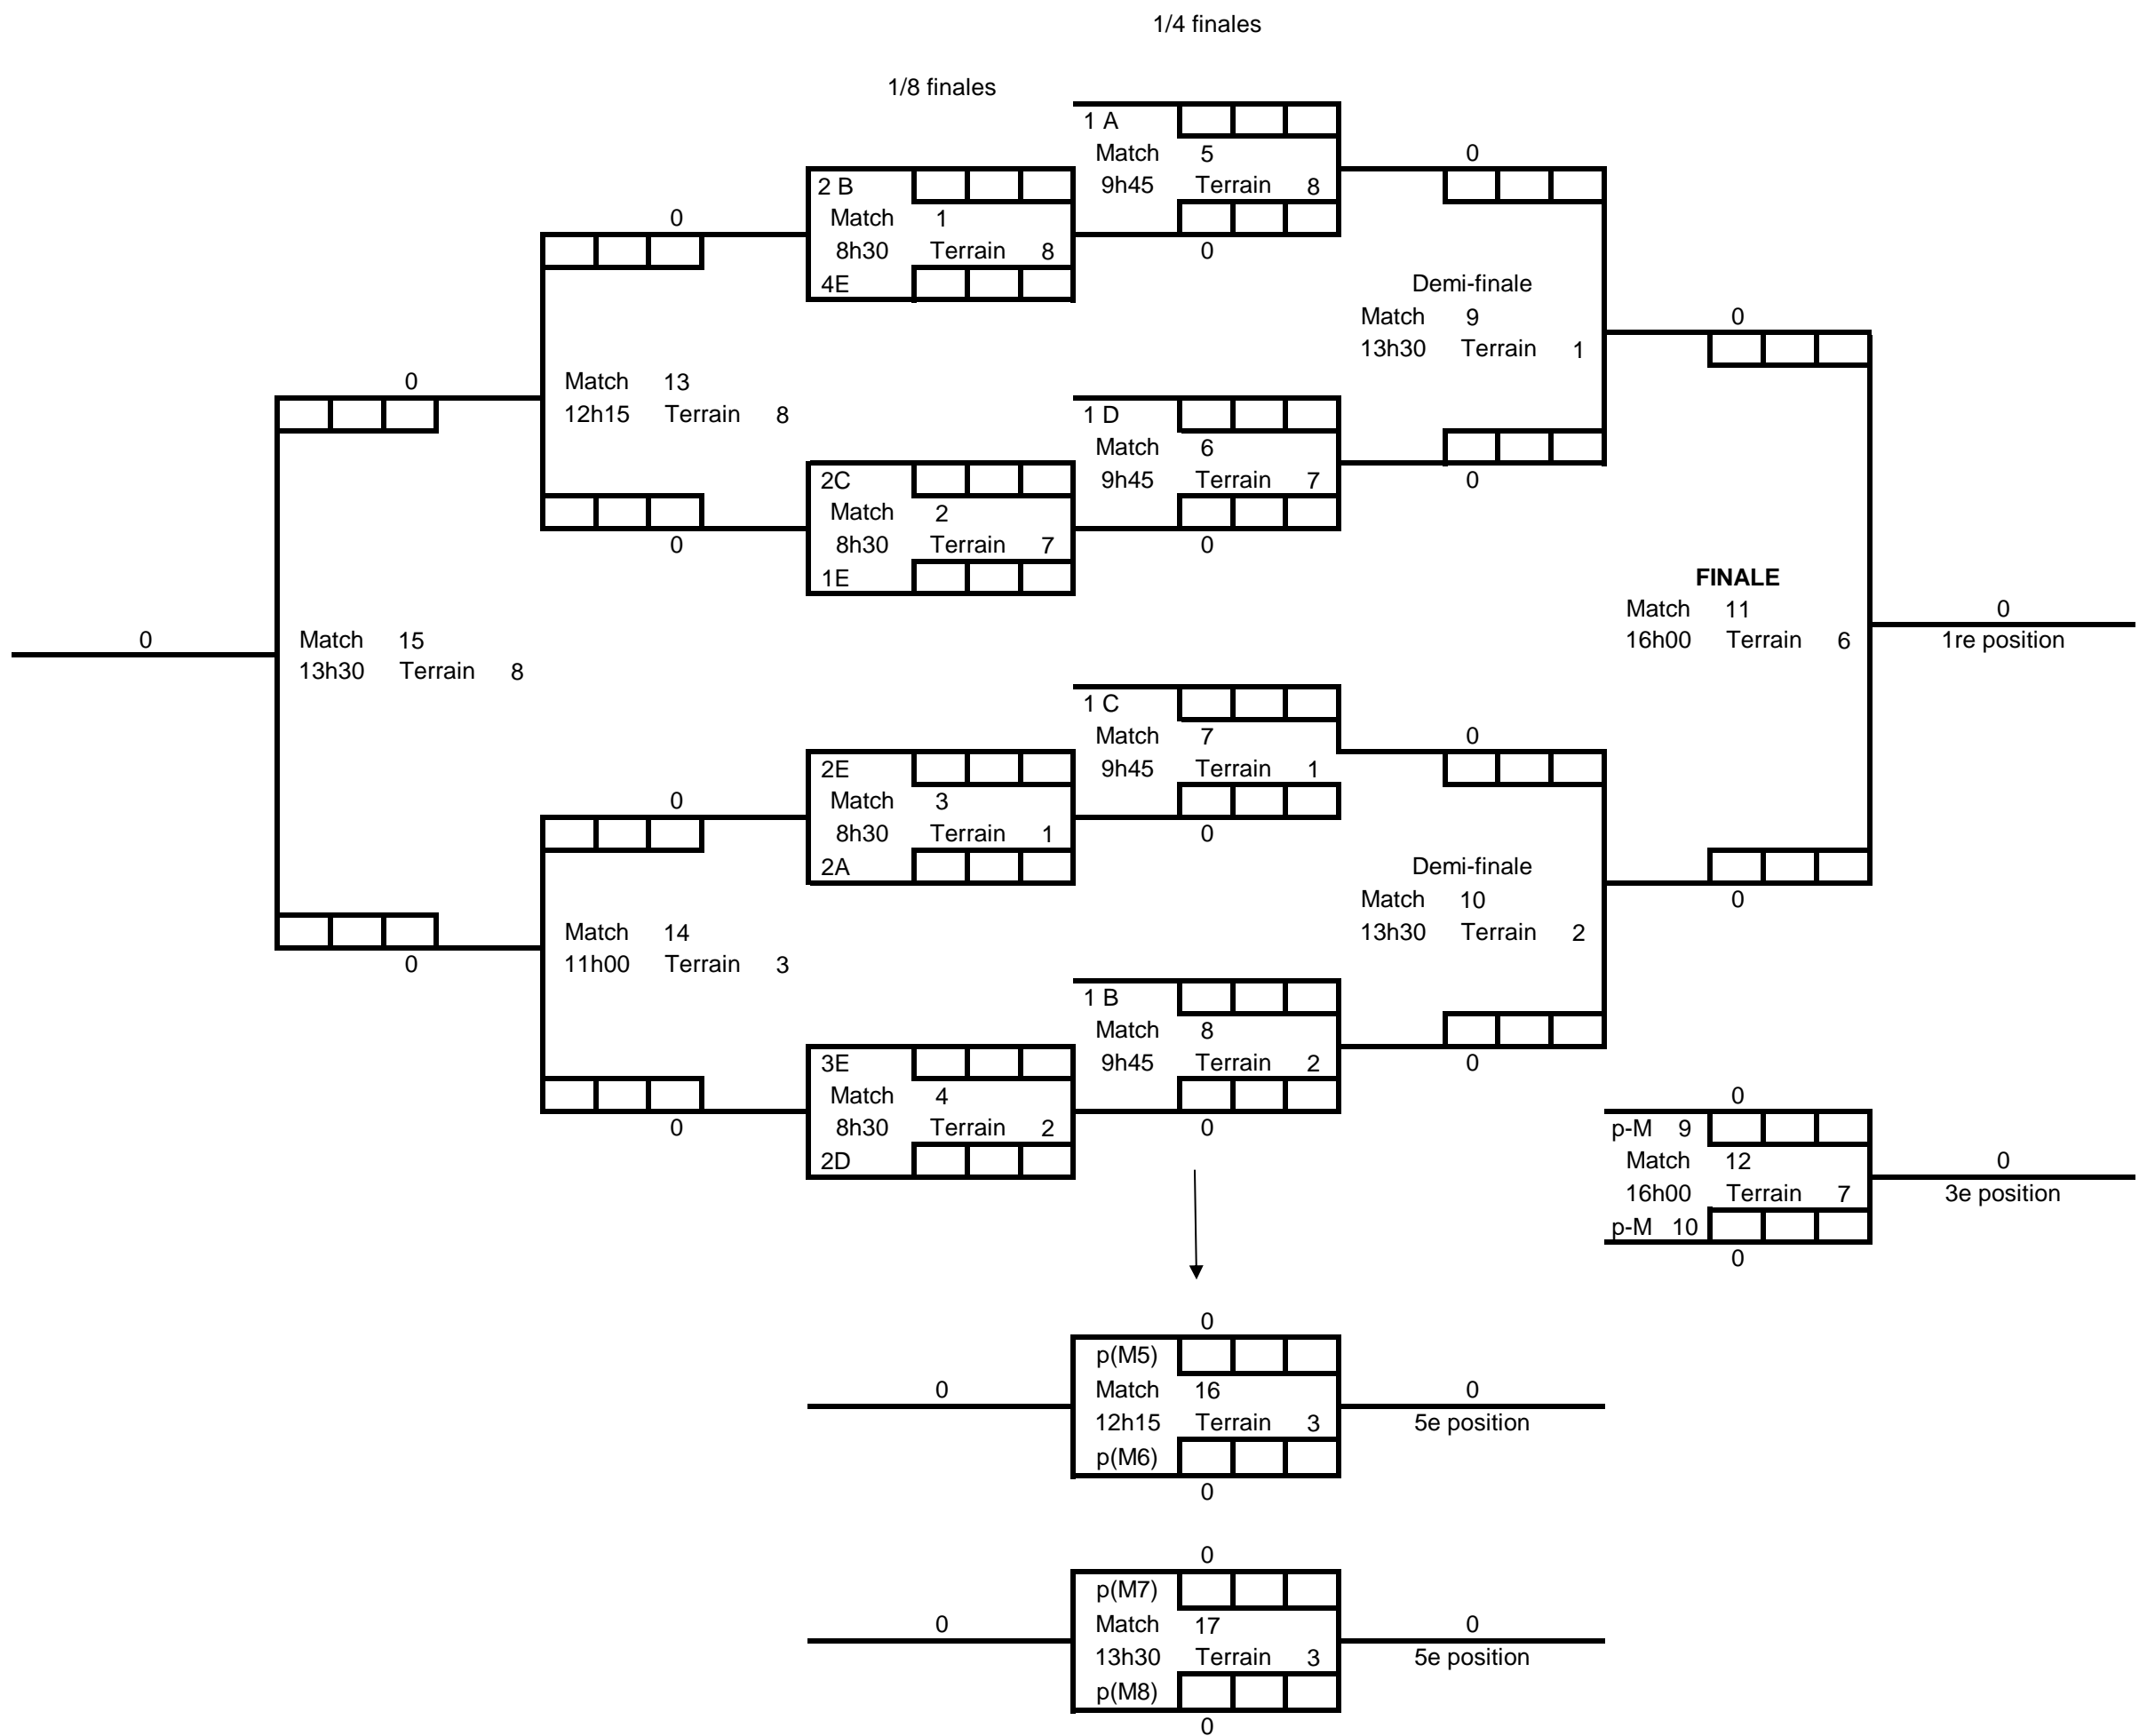 1/4 finales
1/8 finales
1 A
Match 5
9h45 Terrain 8
0
2 B
Match 1
8h30 Terrain 8
4E
0
0
Demi-finale
Match 9
13h30 Terrain 1
0
0
Match 13
12h15 Terrain 8
0
1 D
Match 6
9h45 Terrain 7
0
2C
Match 2
8h30 Terrain 7
1E
0
FINALE
Match 11
16h00 Terrain 6
0
1re position
0
Match 15
13h30 Terrain 8
1 C
Match 7
9h45 Terrain 1
0
0
2E
Match 3
8h30 Terrain 1
2A
0
Demi-finale
Match 10
13h30 Terrain 2
0
0
Match 14
11h00 Terrain 3
0
1 B
Match 8
9h45 Terrain 2
0
3E
Match 4
8h30 Terrain 2
2D
0
0
p-M 9
Match 12
16h00 Terrain 7
p-M 10
0
0
3e position
0
p(M5)
0 Match 16 0
12h15 Terrain 3 5e position
p(M6)
0
0
p(M7)
0 Match 17 0
13h30 Terrain 3 5e position
p(M8)
0